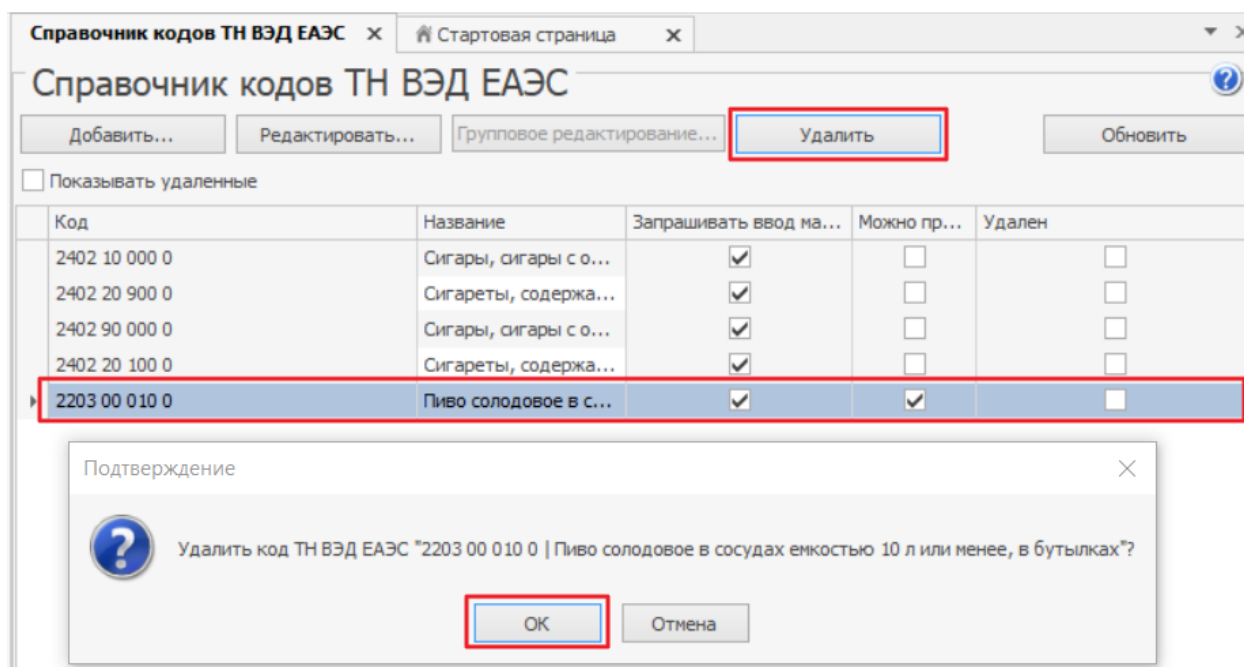 Справочник кодов ТН ВЭД ЕАЭС Стартовая страница
Справочник кодов ТН ВЭД ЕАЭС
Добавить... Редактировать... Групповое редактирование... Удалить Обновить
Показывать удаленные
Код Название Запрашивать ввод ма... Можно пр... Удален
2402 10 000 0 Сигары, сигары с о...
2402 20 900 0 Сигареты, содержа...
2402 90 000 0 Сигары, сигары с о...
2402 20 100 0 Сигареты, содержа...
2203 00 010 0 Пиво солодовое в с...
Подтверждение
Удалить код ТН ВЭД ЕАЭС "2203 00 010 0 | Пиво солодовое в сосудах емкостью 10 л или менее, в бутылках"?
ОК Отмена